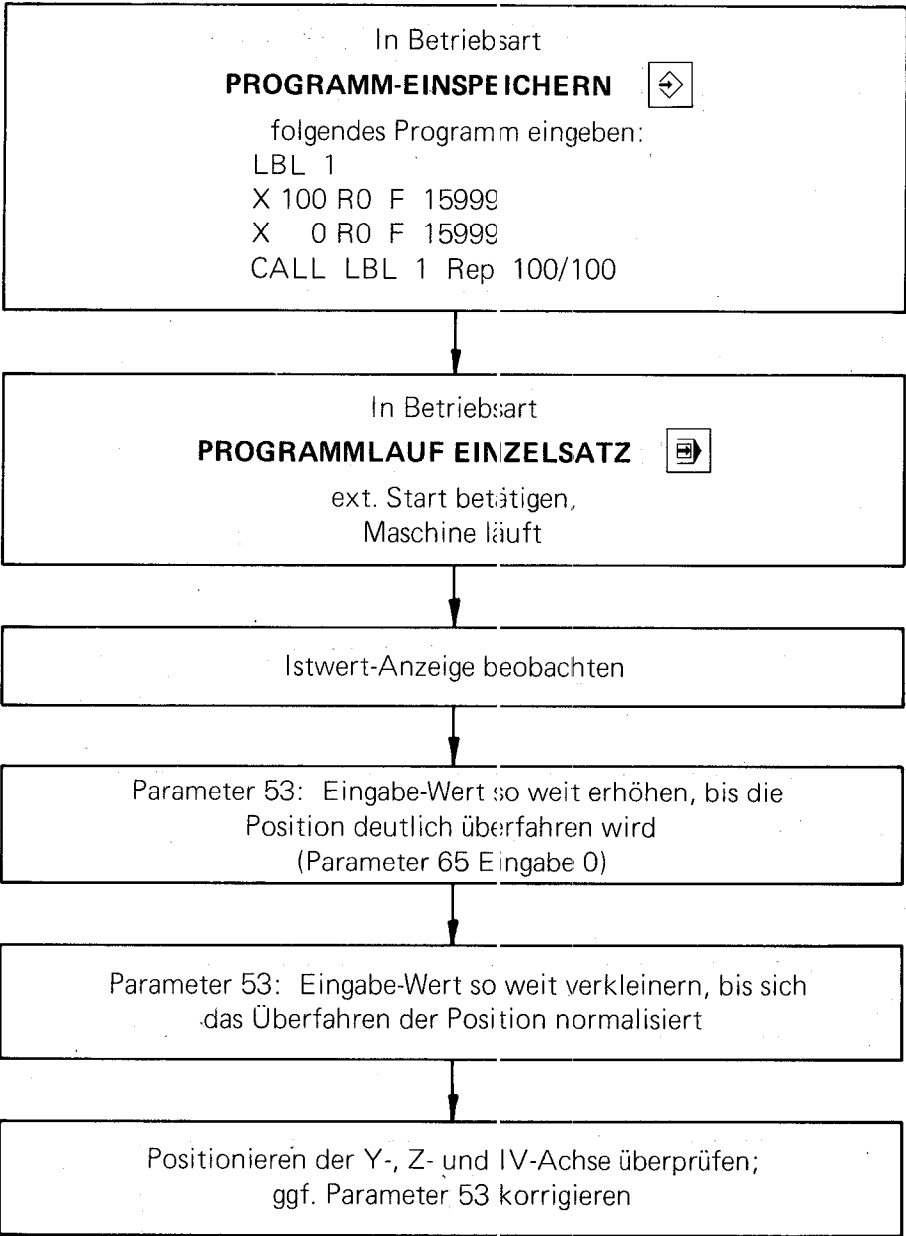 In Betriebsart
PROGRAMM-EINSPEICHERN
folgendes Programm eingeben:
LBL 1
X 100 R0 F 15999
X 0 R0 F 15999
CALL LBL 1 Rep 100/100
In Betriebsart
PROGRAMMLAUF EINZELSATZ
ext. Start betätigen,
Maschine läuft
Istwert-Anzeige beobachten
Parameter 53: Eingabe-Wert so weit erhöhen, bis die
Position deutlich überfahren wird
(Parameter 65 Eingabe 0)
Parameter 53: Eingabe-Wert so weit verkleinern, bis sich
das Überfahren der Position normalisiert
Positionieren der Y-, Z- und IV-Achse überprüfen;
ggf. Parameter 53 korrigieren